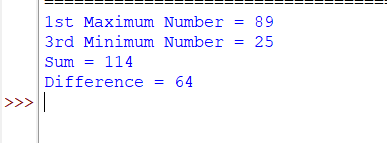 1st Maximum Number = 89
3rd Minimum Number = 25
Sum = 114
Difference = 64
>>>